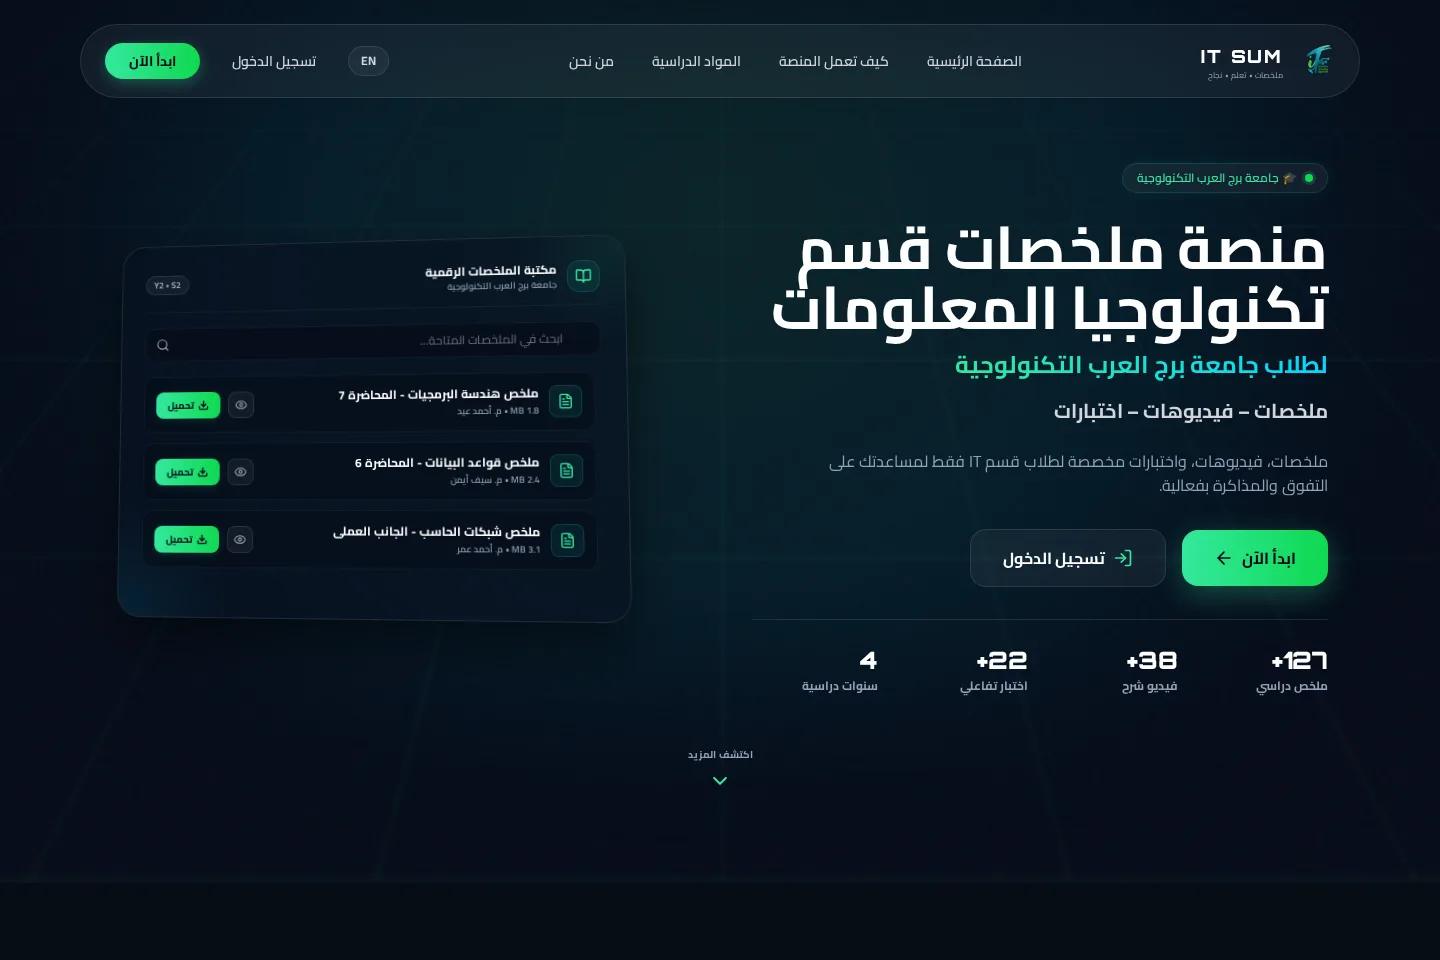 IT SUM
ملخصات • تعلم • نجاح
الصفحة الرئيسية
كيف تعمل المنصة
المواد الدراسية
من نحن
EN
تسجيل الدخول
ابدأ الآن
🎓 جامعة برج العرب التكنولوجية
منصة ملخصات قسم
تكنولوجيا المعلومات
لطلاب جامعة برج العرب التكنولوجية
ملخصات – فيديوهات – اختبارات
ملخصات، فيديوهات، واختبارات مخصصة لطلاب قسم IT فقط لمساعدتك على
التفوق والمذاكرة بفعالية.
ابدأ الآن
تسجيل الدخول
+127
ملخص دراسي
+38
فيديو شرح
+22
اختبار تفاعلي
4
سنوات دراسية
مكتبة الملخصات الرقمية
جامعة برج العرب التكنولوجية
Y2 • S2
ابحث في الملخصات المتاحة...
ملخص هندسة البرمجيات - المحاضرة 7
1.8 MB • م. أحمد عيد
تحميل
ملخص قواعد البيانات - المحاضرة 6
2.4 MB • م. سيف أيمن
تحميل
ملخص شبكات الحاسب - الجانب العملي
3.1 MB • م. أحمد عمر
تحميل
اكتشف المزيد